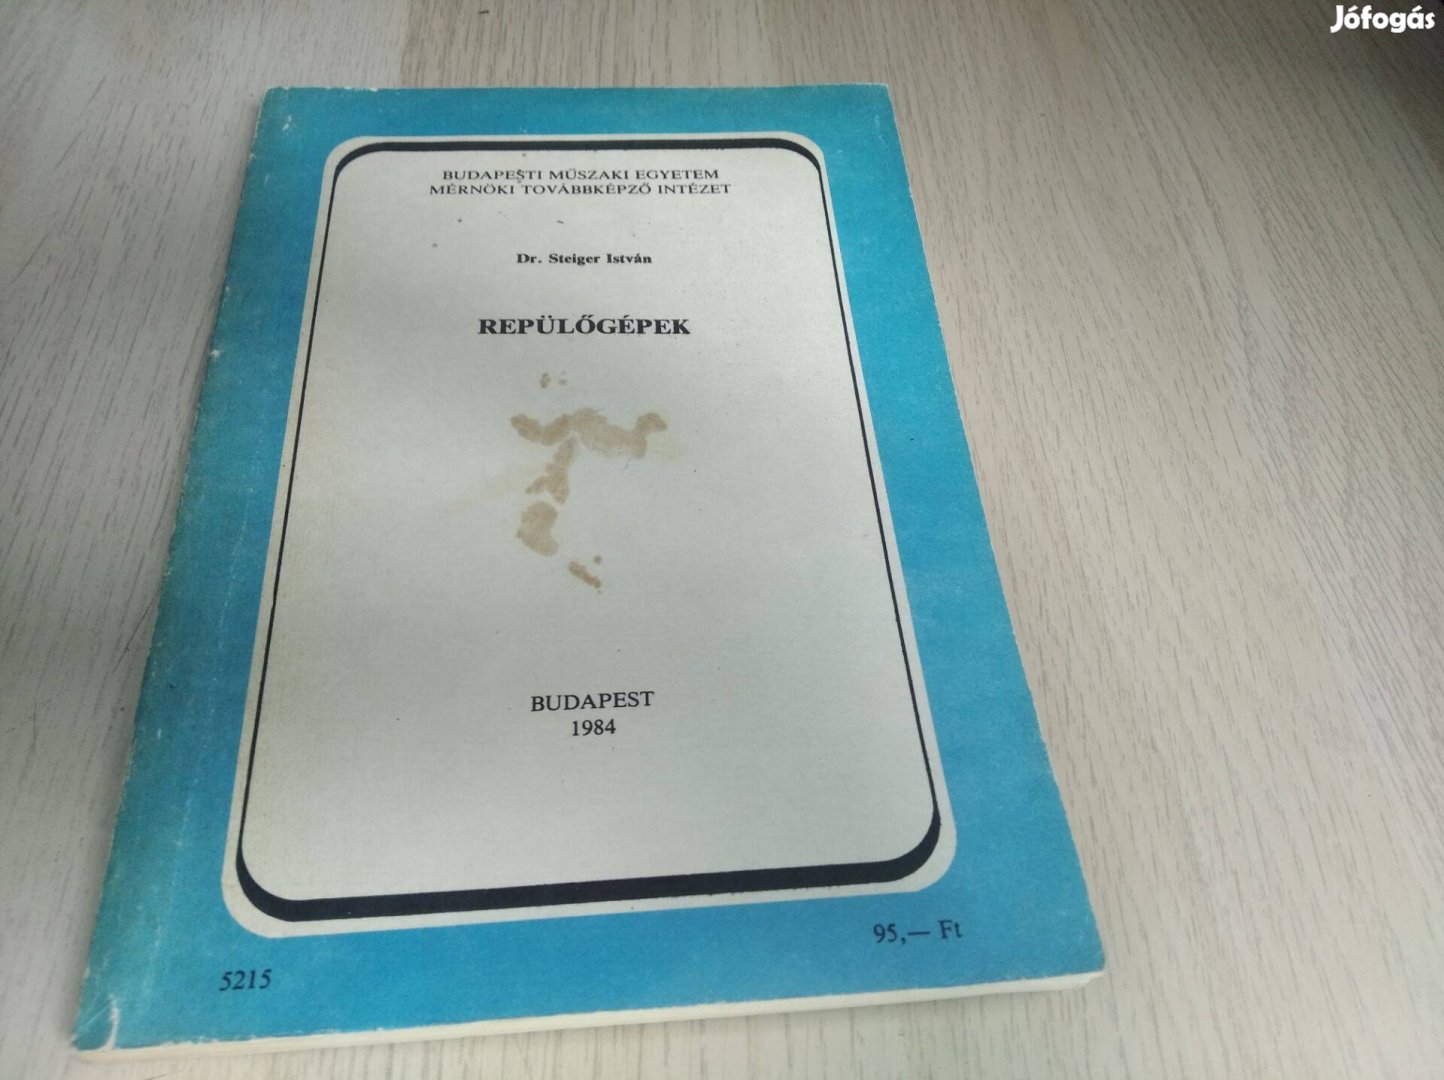 Jófogás
BUDAPESTI MŰSZAKI EGYETEM
MÉRNÖKI TOVÁBBKÉPZŐ INTÉZET
Dr. Steiger István
REPÜLŐGÉPEK
BUDAPEST
1984
95,— Ft
5215